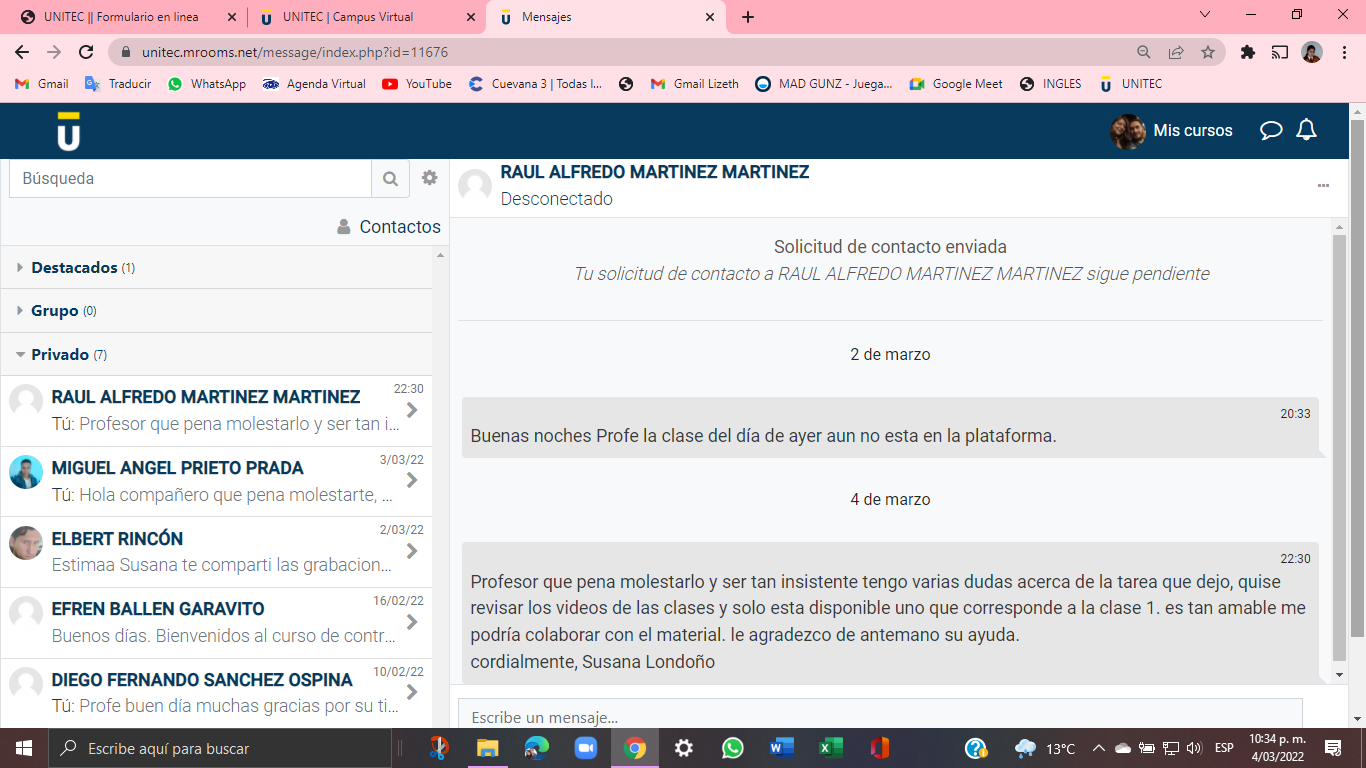 UNITEC || Formulario en linea
UNITEC | Campus Virtual
Mensajes
unitec.mrooms.net/message/index.php?id=11676
Gmail
Traducir
WhatsApp
Agenda Virtual
YouTube
Cuevana 3 | Todas l...
Gmail Lizeth
MAD GUNZ - Juega...
Google Meet
INGLES
UNITEC
Mis cursos
Búsqueda
Contactos
Destacados (1)
Grupo (0)
Privado (7)
RAUL ALFREDO MARTINEZ MARTINEZ
22:30
Tú: Profesor que pena molestarlo y ser tan i...
MIGUEL ANGEL PRIETO PRADA
3/03/22
Tú: Hola compañero que pena molestarte, ...
ELBERT RINCÓN
2/03/22
Estimaa Susana te comparti las grabacion...
EFREN BALLEN GARAVITO
16/02/22
Buenos días. Bienvenidos al curso de contr...
DIEGO FERNANDO SANCHEZ OSPINA
10/02/22
Tú: Profe buen día muchas gracias por su ti...
RAUL ALFREDO MARTINEZ MARTINEZ
Desconectado
Solicitud de contacto enviada
Tu solicitud de contacto a RAUL ALFREDO MARTINEZ MARTINEZ sigue pendiente
2 de marzo
20:33
Buenas noches Profe la clase del día de ayer aun no esta en la plataforma.
4 de marzo
22:30
Profesor que pena molestarlo y ser tan insistente tengo varias dudas acerca de la tarea que dejo, quise
revisar los videos de las clases y solo esta disponible uno que corresponde a la clase 1. es tan amable me
podría colaborar con el material. le agradezco de antemano su ayuda.
cordialmente, Susana Londoño
Escribe un mensaje...
Escribe aquí para buscar
13°C
ESP
10:34 p. m.
4/03/2022